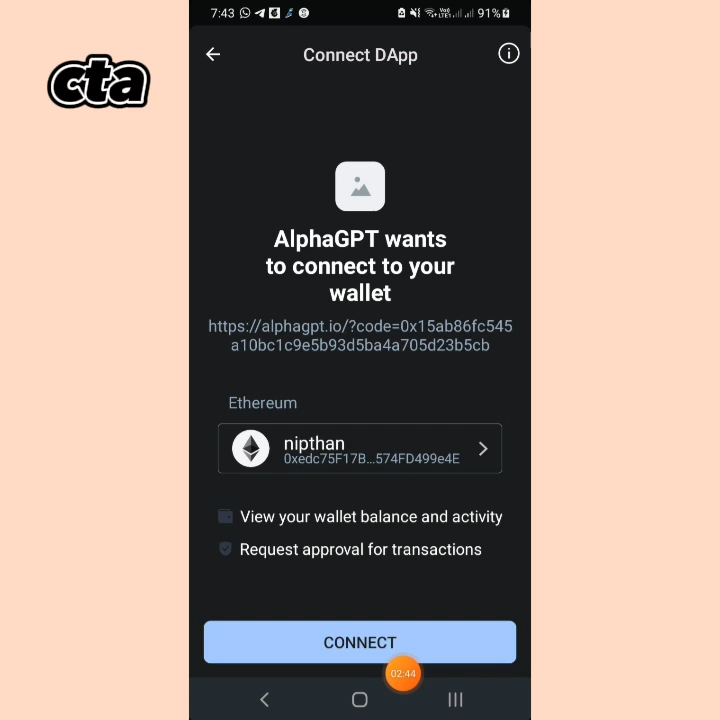 7:43
91%
Connect DApp
cta
AlphaGPT wants
to connect to your
wallet
https://alphagpt.io/?code=0x15ab86fc545
a10bc1c9e5b93d5ba4a705d23b5cb
Ethereum
nipthan
0xedc75F17B...574FD499e4E
View your wallet balance and activity
Request approval for transactions
CONNECT
02:44